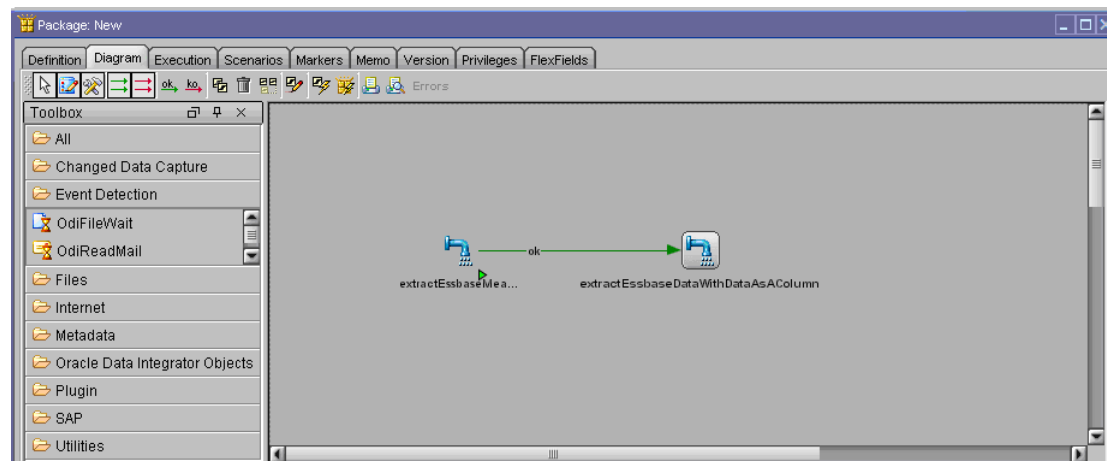 Package: New
Definition Diagram Execution Scenarios Markers Memo Version Privileges FlexFields
ok ko Errors
Toolbox
All
Changed Data Capture
Event Detection
OdiFileWait
OdiReadMail
Files
Internet
Metadata
Oracle Data Integrator Objects
Plugin
SAP
Utilities
ok
extractEssbaseMea... extractEssbaseDataWithDataAsAColumn